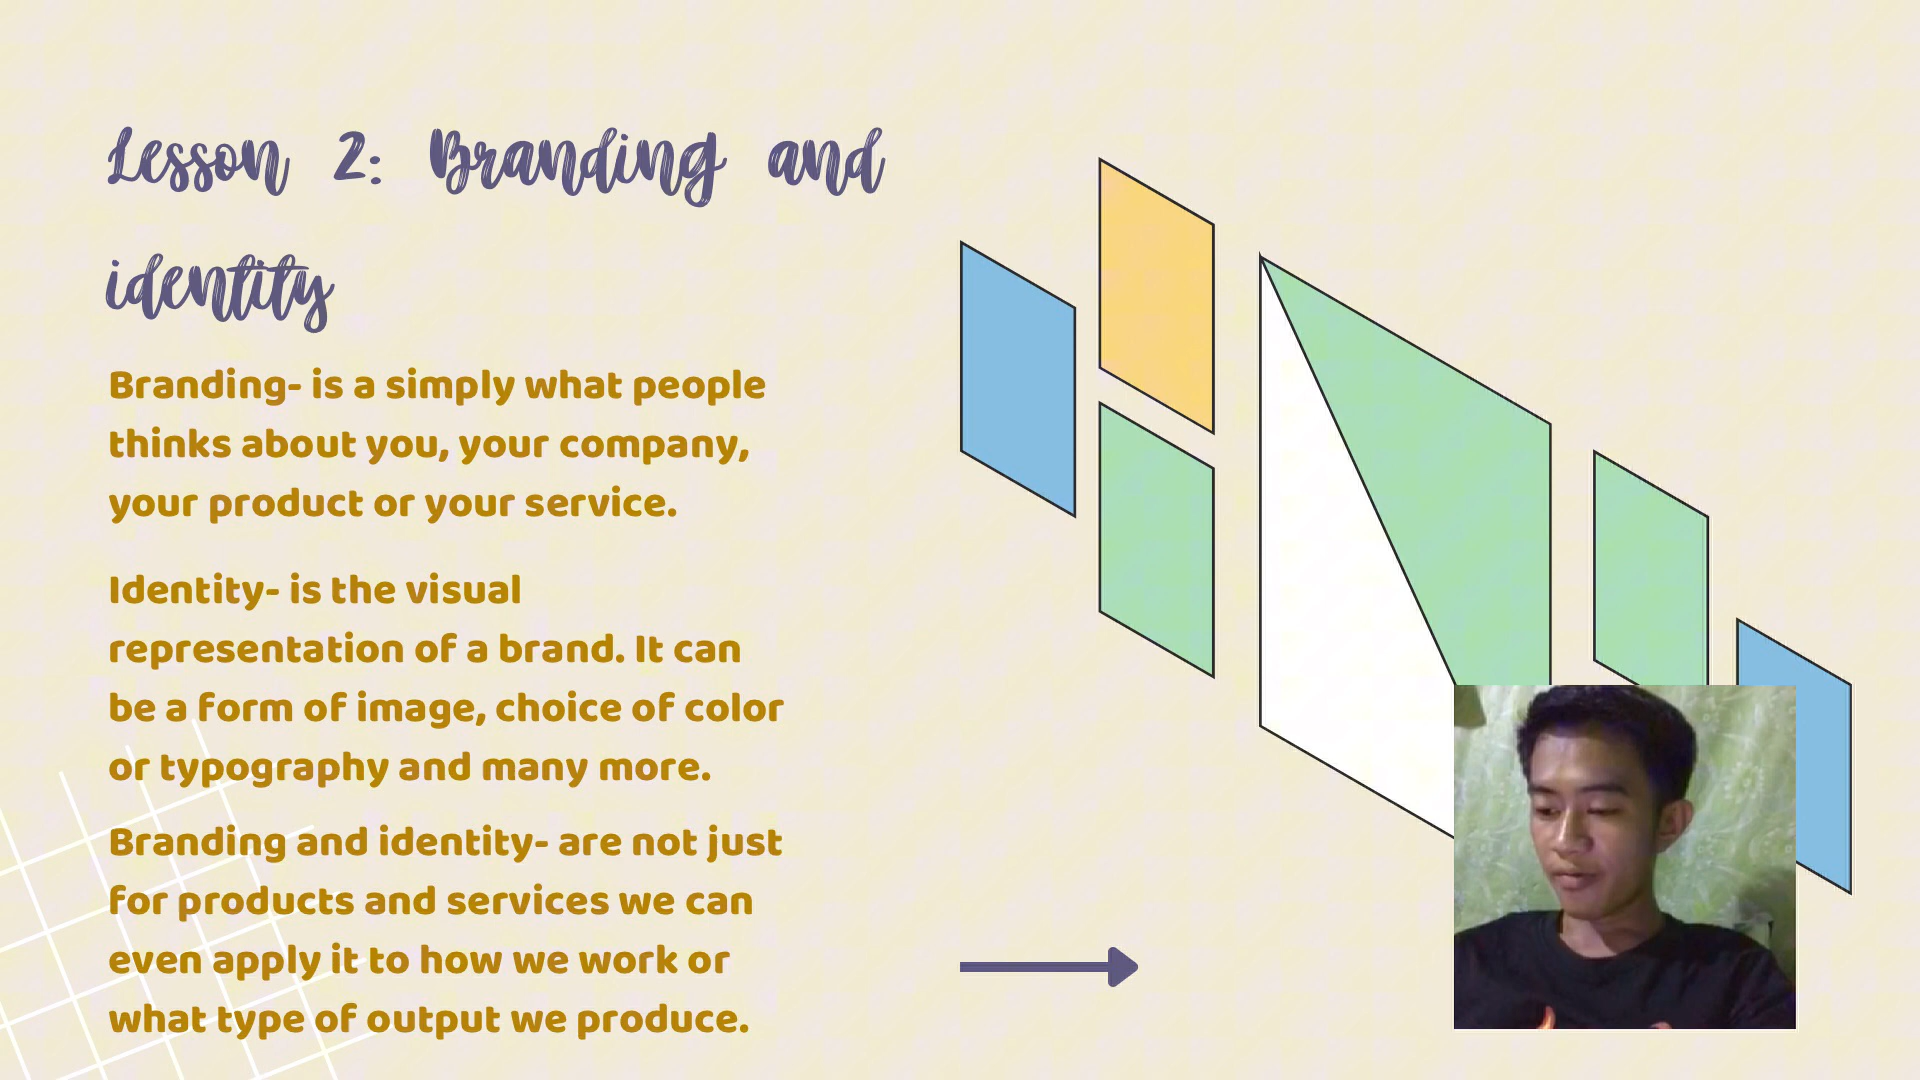 Lesson 2: Branding and
identity
Branding- is a simply what people
thinks about you, your company,
your product or your service.
Identity- is the visual
representation of a brand. It can
be a form of image, choice of color
or typography and many more.
Branding and identity- are not just
for products and services we can
even apply it to how we work or
what type of output we produce.